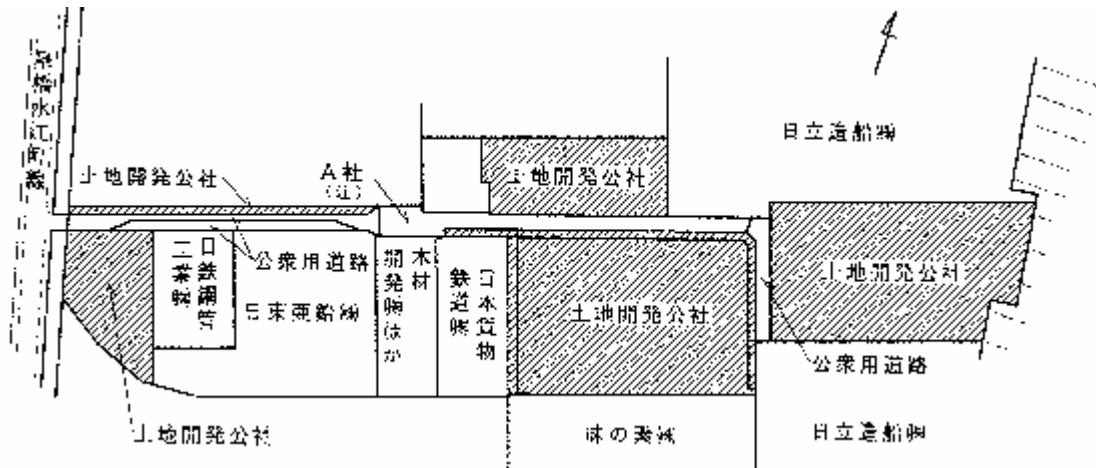 日立造船㈱
土地開発公社
A社
(注)
土地開発公社
公衆用道路
木材
開発㈱ほか
日本貨物
鉄道㈱
土地開発公社
土地開発公社
公衆用道路
土地開発公社
味の素㈱
日立造船㈱